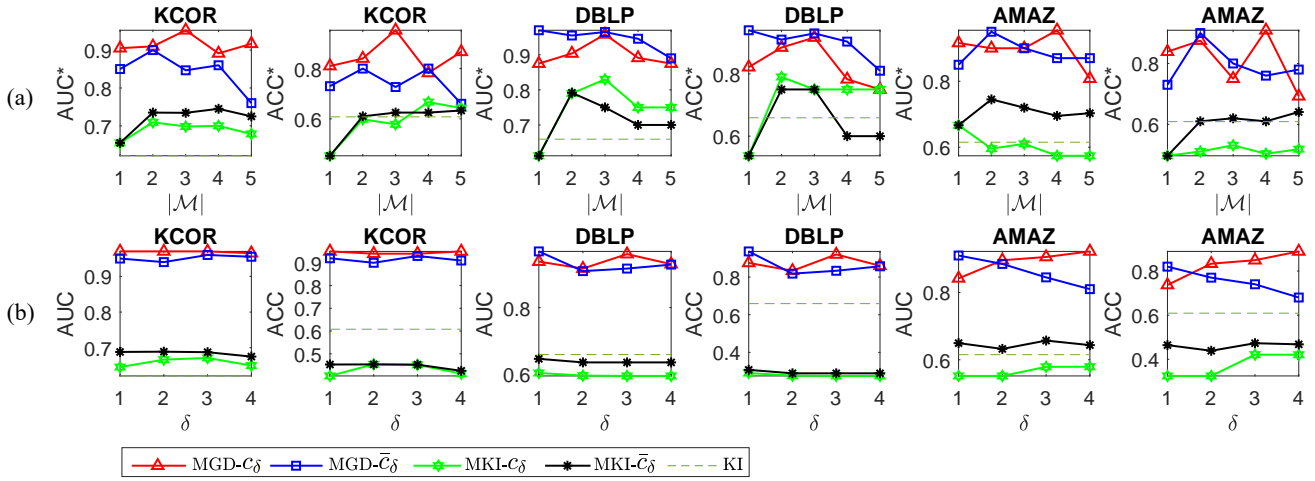 KCOR KCOR DBLP DBLP AMAZ AMAZ
(a)
AUC* 0.9 0.8 0.7
ACC* 0.8 0.6
AUC* 0.9 0.8 0.7
ACC* 0.8 0.6
AUC* 0.8 0.6
ACC* 0.8 0.6
1 2 3 4 5 1 2 3 4 5 1 2 3 4 5 1 2 3 4 5 1 2 3 4 5 1 2 3 4 5
|ℳ| |ℳ| |ℳ| |ℳ| |ℳ| |ℳ|
KCOR KCOR DBLP DBLP AMAZ AMAZ
(b)
AUC 0.9 0.7
ACC 0.9 0.8 0.7 0.6 0.5
AUC 0.8 0.6
ACC 0.8 0.6 0.4
AUC 0.8 0.6
ACC 0.8 0.6 0.4
1 2 3 4 1 2 3 4 1 2 3 4 1 2 3 4 1 2 3 4 1 2 3 4
δ δ δ δ δ δ
MGD-c_δ MGD-c̅_δ MKI-c_δ MKI-c̅_δ KI